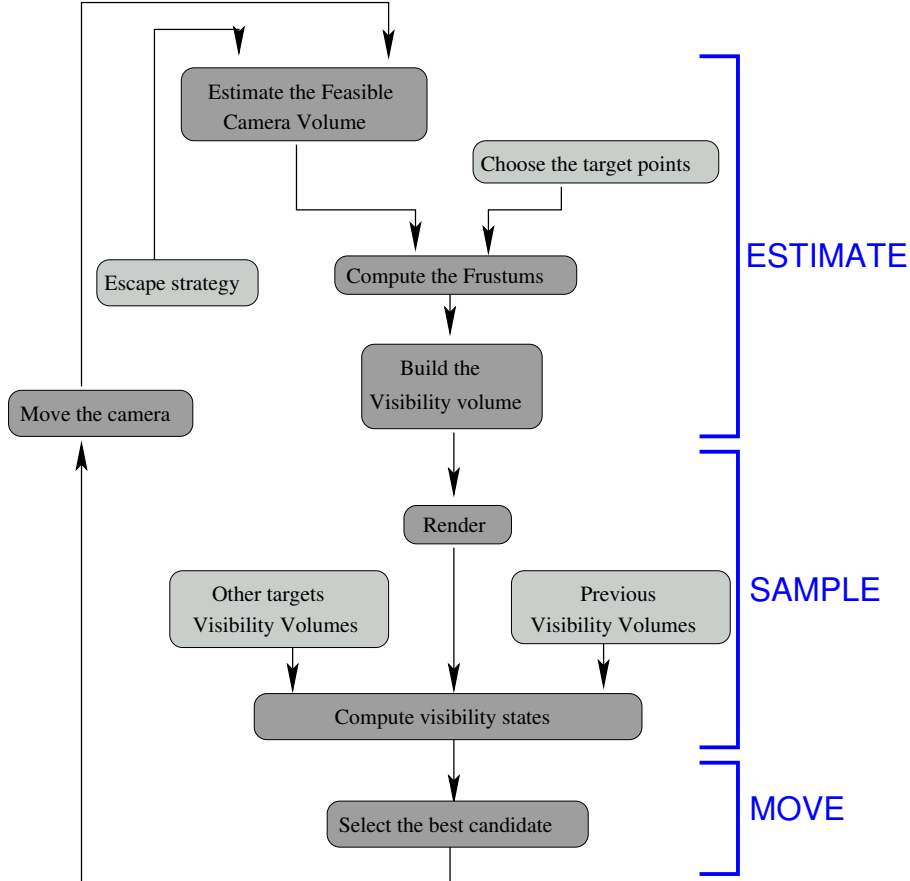 Estimate the Feasible
Camera Volume
Choose the target points
ESTIMATE
Escape strategy
Compute the Frustums
Build the
Visibility volume
Move the camera
Render
Other targets
Visibility Volumes
Previous
Visibility Volumes
SAMPLE
Compute visibility states
MOVE
Select the best candidate